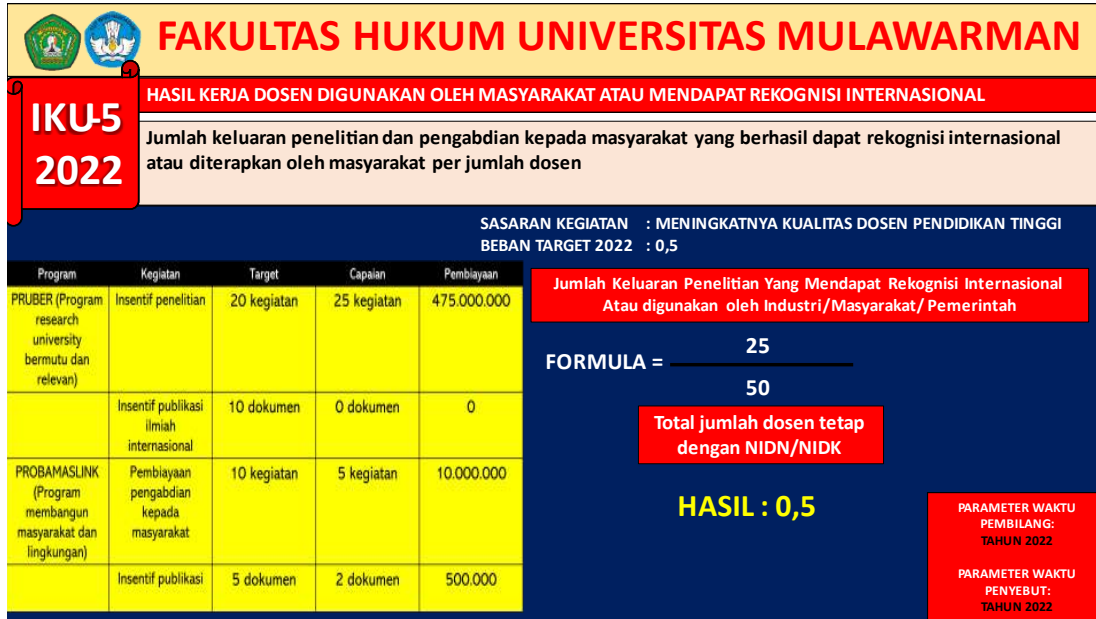 FAKULTAS HUKUM UNIVERSITAS MULAWARMAN
IKU-5
2022
HASIL KERJA DOSEN DIGUNAKAN OLEH MASYARAKAT ATAU MENDAPAT REKOGNISI INTERNASIONAL
Jumlah keluaran penelitian dan pengabdian kepada masyarakat yang berhasil dapat rekognisi internasional
atau diterapkan oleh masyarakat per jumlah dosen
SASARAN KEGIATAN : MENINGKATNYA KUALITAS DOSEN PENDIDIKAN TINGGI
BEBAN TARGET 2022 : 0,5
Program Kegiatan Target Capaian Pembiayaan
PRUBER (Program Insentif penelitian 20 kegiatan 25 kegiatan 475.000.000
research
university
bermutu dan
relevan)
Insentif publikasi 10 dokumen 0 dokumen 0
ilmiah
internasional
PROBAMASLINK Pembiayaan 10 kegiatan 5 kegiatan 10.000.000
(Program pengabdian
membangun kepada
masyarakat dan masyarakat
lingkungan)
Insentif publikasi 5 dokumen 2 dokumen 500.000
Jumlah Keluaran Penelitian Yang Mendapat Rekognisi Internasional
Atau digunakan oleh Industri/Masyarakat/ Pemerintah
FORMULA =
25
50
Total jumlah dosen tetap
dengan NIDN/NIDK
HASIL : 0,5
PARAMETER WAKTU
PEMBILANG:
TAHUN 2022
PARAMETER WAKTU
PENYEBUT:
TAHUN 2022